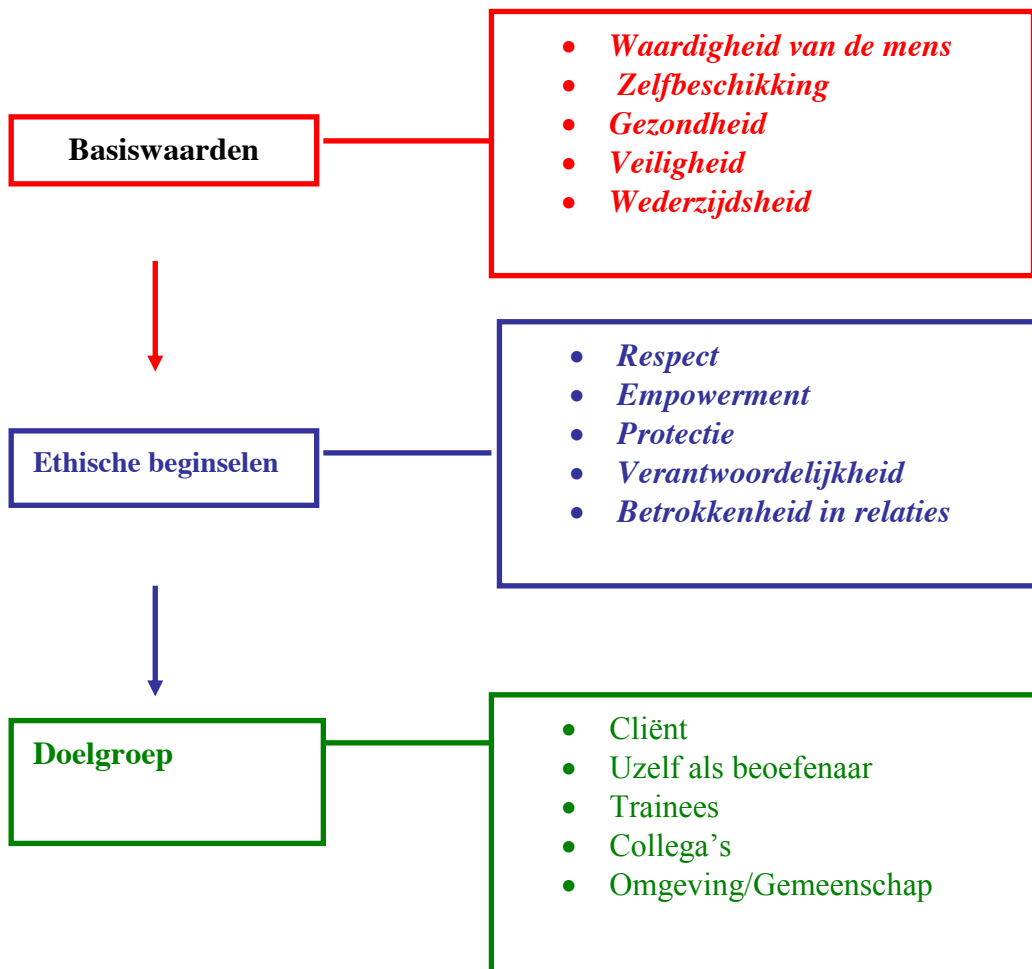 Basiswaarden
• Waardigheid van de mens
• Zelfbeschikking
• Gezondheid
• Veiligheid
• Wederzijdsheid
Ethische beginselen
• Respect
• Empowerment
• Protectie
• Verantwoordelijkheid
• Betrokkenheid in relaties
Doelgroep
• Cliënt
• Uzelf als beoefenaar
• Trainees
• Collega’s
• Omgeving/Gemeenschap